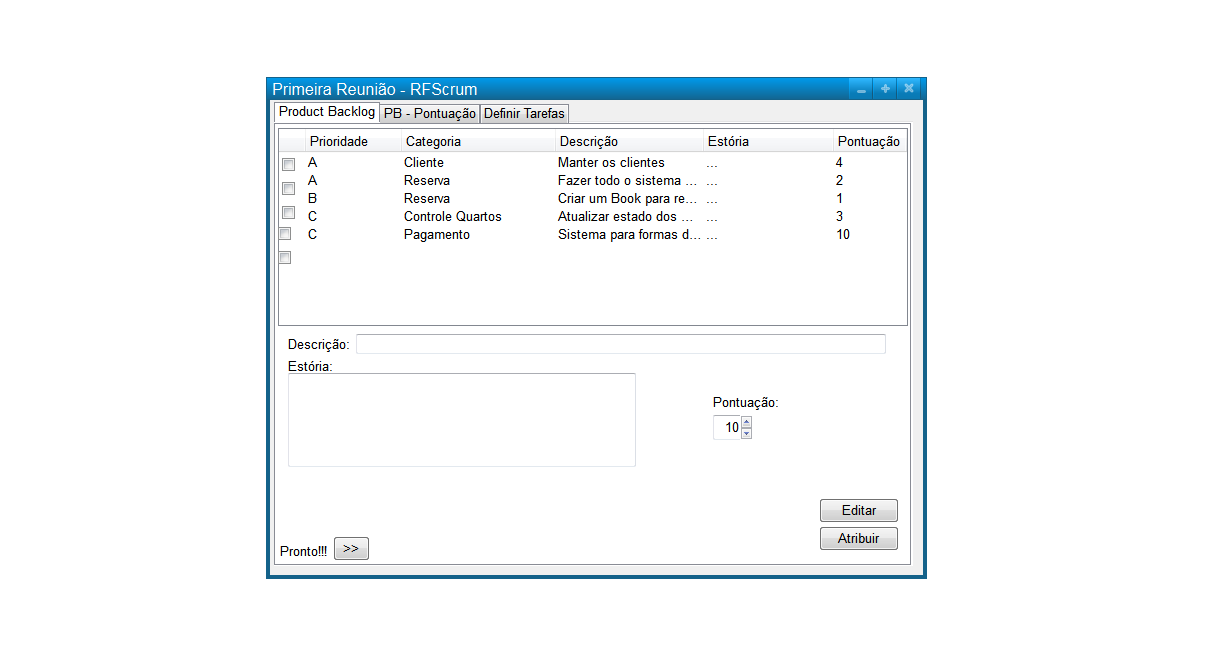 Primeira Reunião - RFScrum
Product Backlog PB - Pontuação Definir Tarefas
Prioridade Categoria Descrição Estória Pontuação
A Cliente Manter os clientes ... 4
A Reserva Fazer todo o sistema ... ... 2
B Reserva Criar um Book para re... ... 1
C Controle Quartos Atualizar estado dos ... ... 3
C Pagamento Sistema para formas d... ... 10
Descrição:
Estória:
Pontuação:
10
Editar
Atribuir
Pronto!!! >>